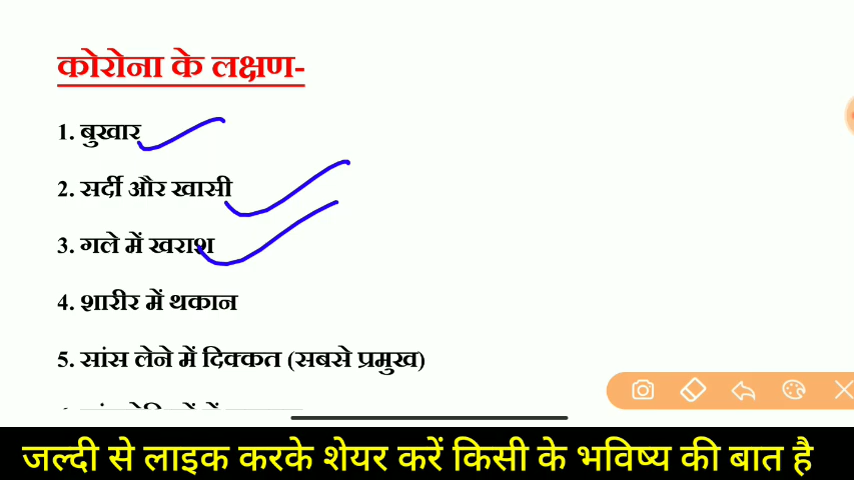 कोरोना के लक्षण-
1. बुखार
2. सर्दी और खासी
3. गले में खराश
4. शारीर में थकान
5. सांस लेने में दिक्कत (सबसे प्रमुख)
जल्दी से लाइक करके शेयर करें किसी के भविष्य की बात है